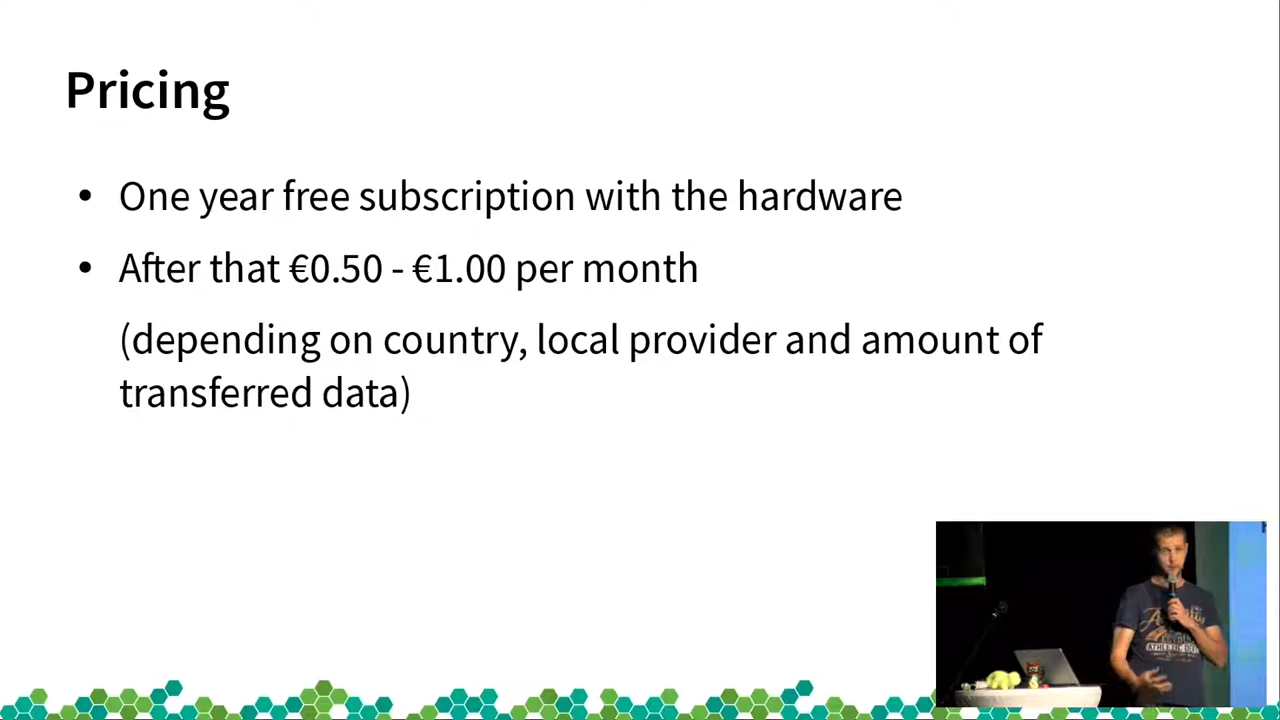 Pricing
• One year free subscription with the hardware
• After that €0.50 - €1.00 per month
(depending on country, local provider and amount of
transferred data)
ATHLETIC